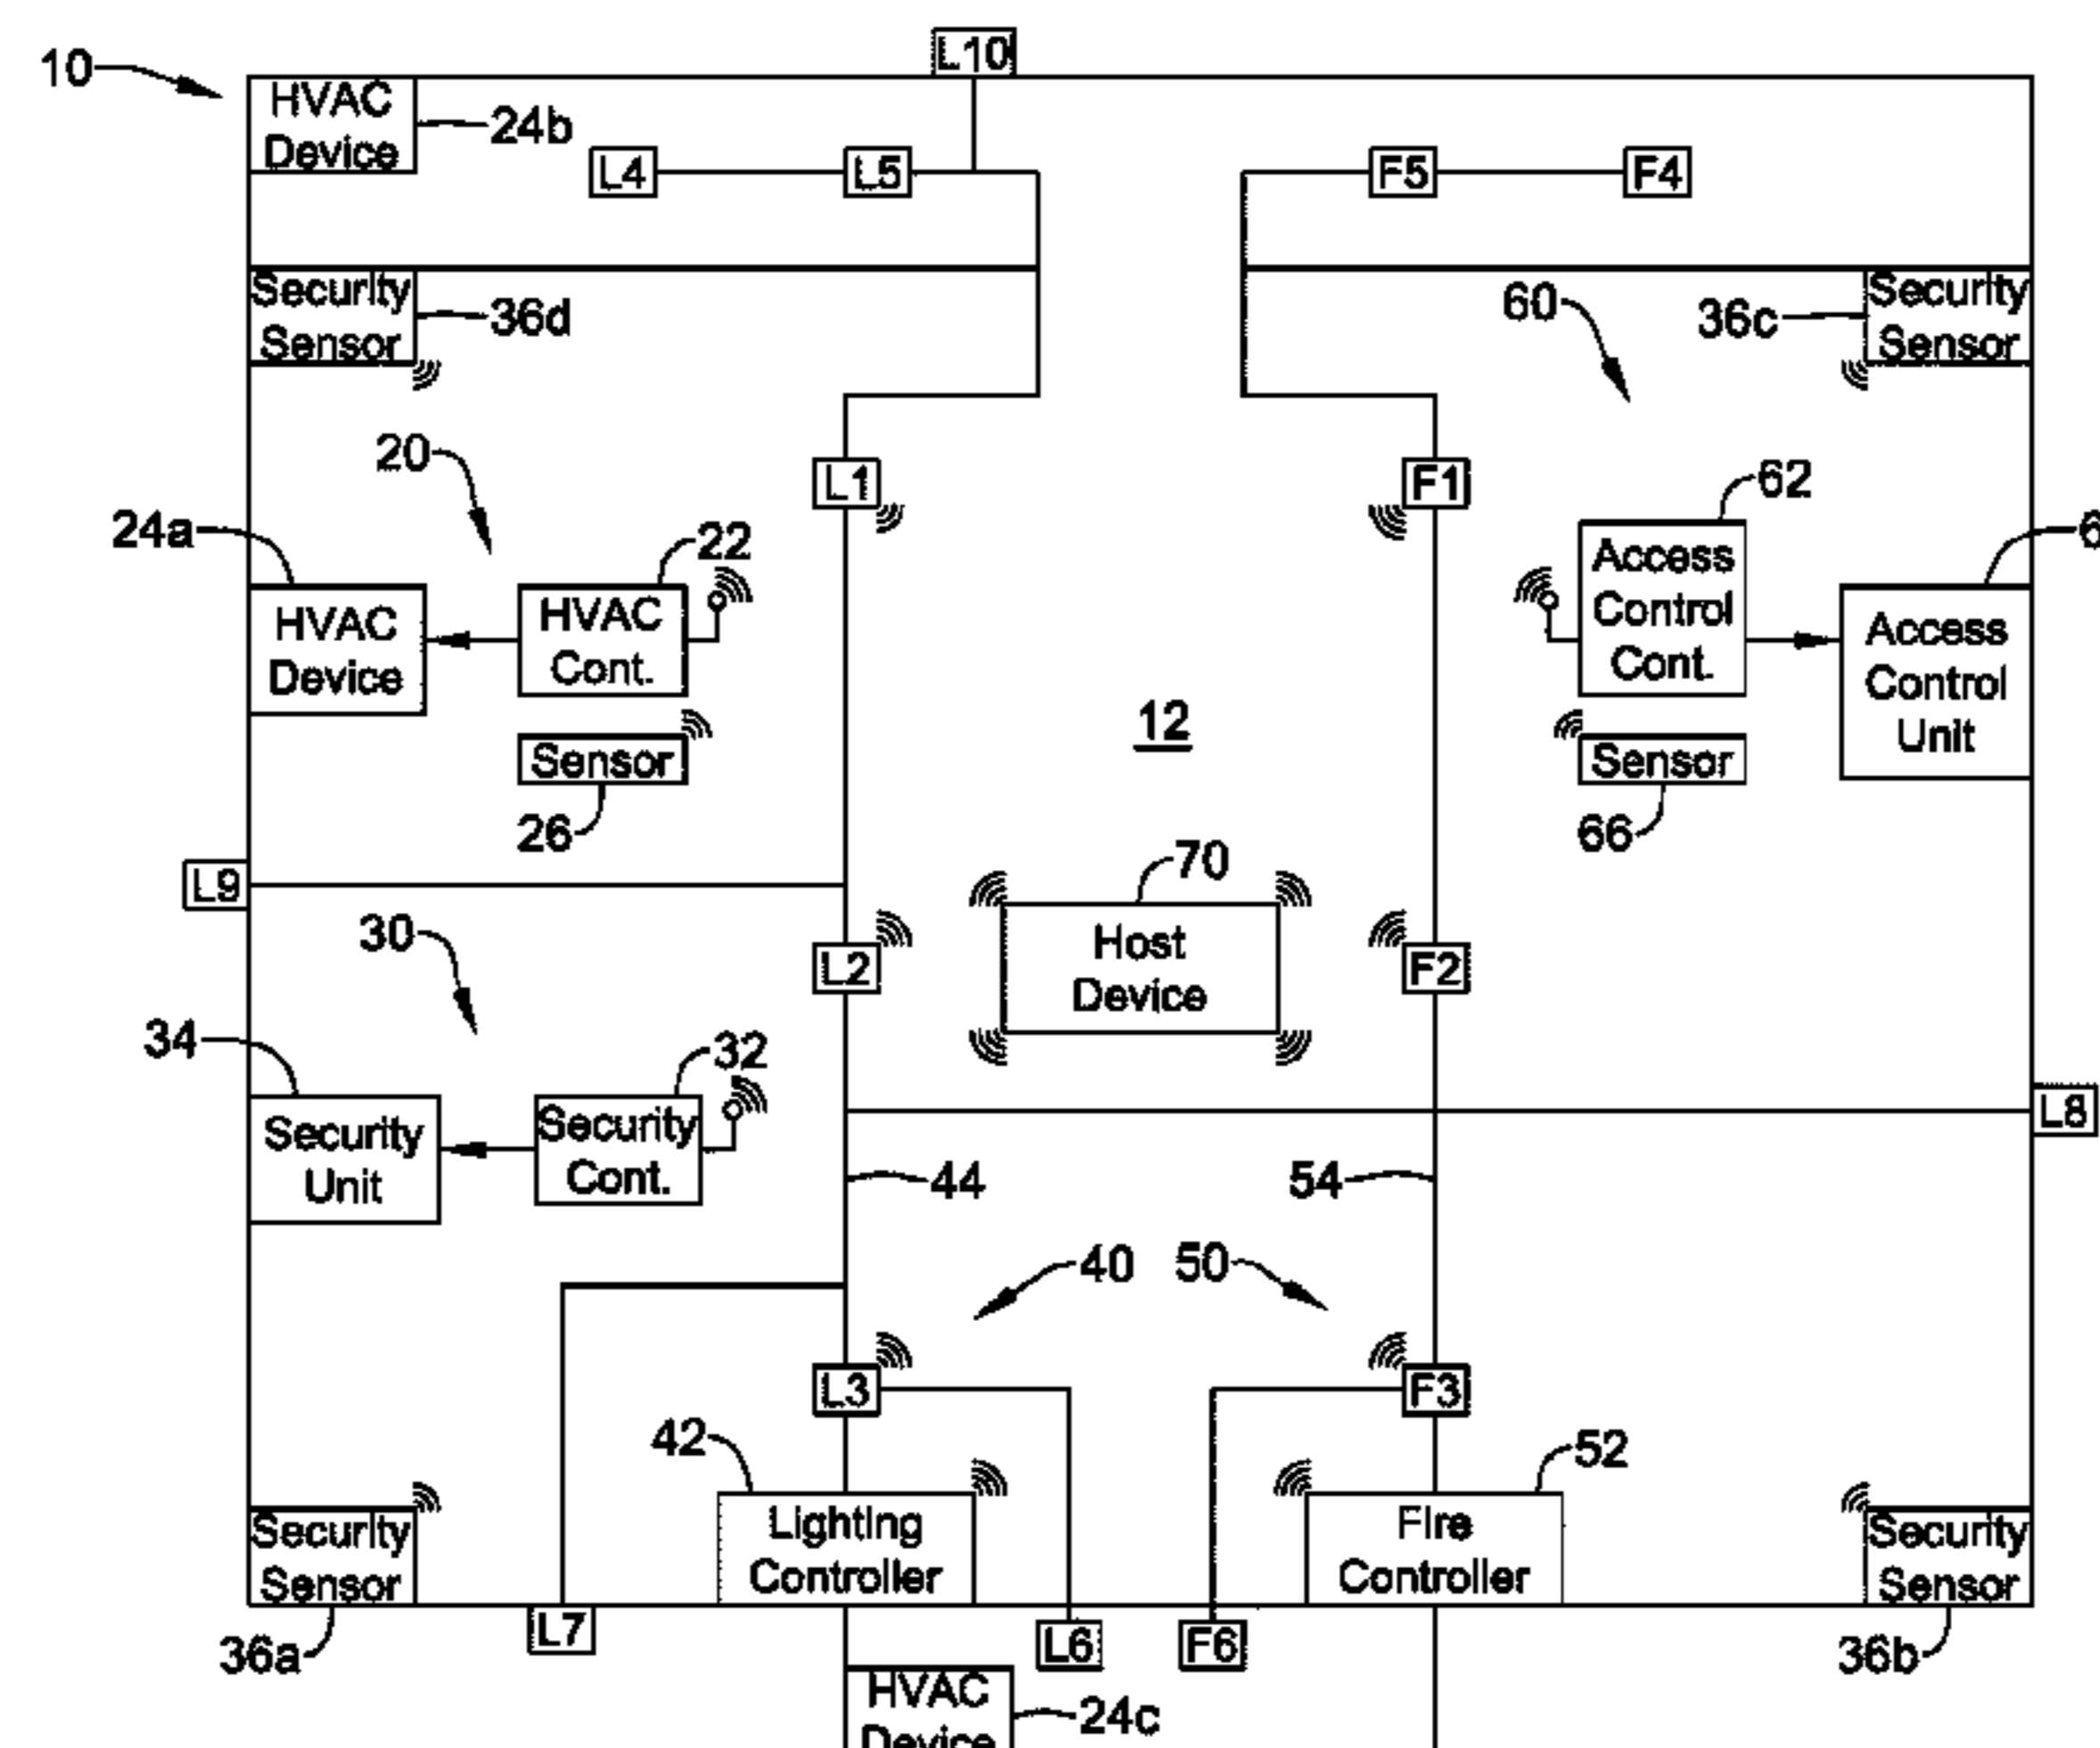 L10
10
HVAC
Device
24b
L4
L5
F5
F4
Security
Sensor
36d
60
36c
Security
Sensor
20
L1
F1
62
24a
22
6
HVAC
Device
HVAC
Cont.
Access
Control
Cont.
Access
Control
Unit
12
Sensor
Sensor
26
66
70
L9
30
L2
Host
Device
F2
34
32
L8
Security
Unit
Security
Cont.
44
54
40
50
L3
F3
42
52
Security
Sensor
Lighting
Controller
Fire
Controller
Security
Sensor
36a
L7
L6
F6
36b
HVAC
Device
24c